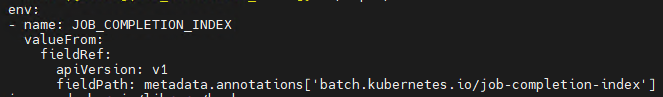 env:
- name: JOB_COMPLETION_INDEX
  valueFrom:
    fieldRef:
      apiVersion: v1
      fieldPath: metadata.annotations['batch.kubernetes.io/job-completion-index']